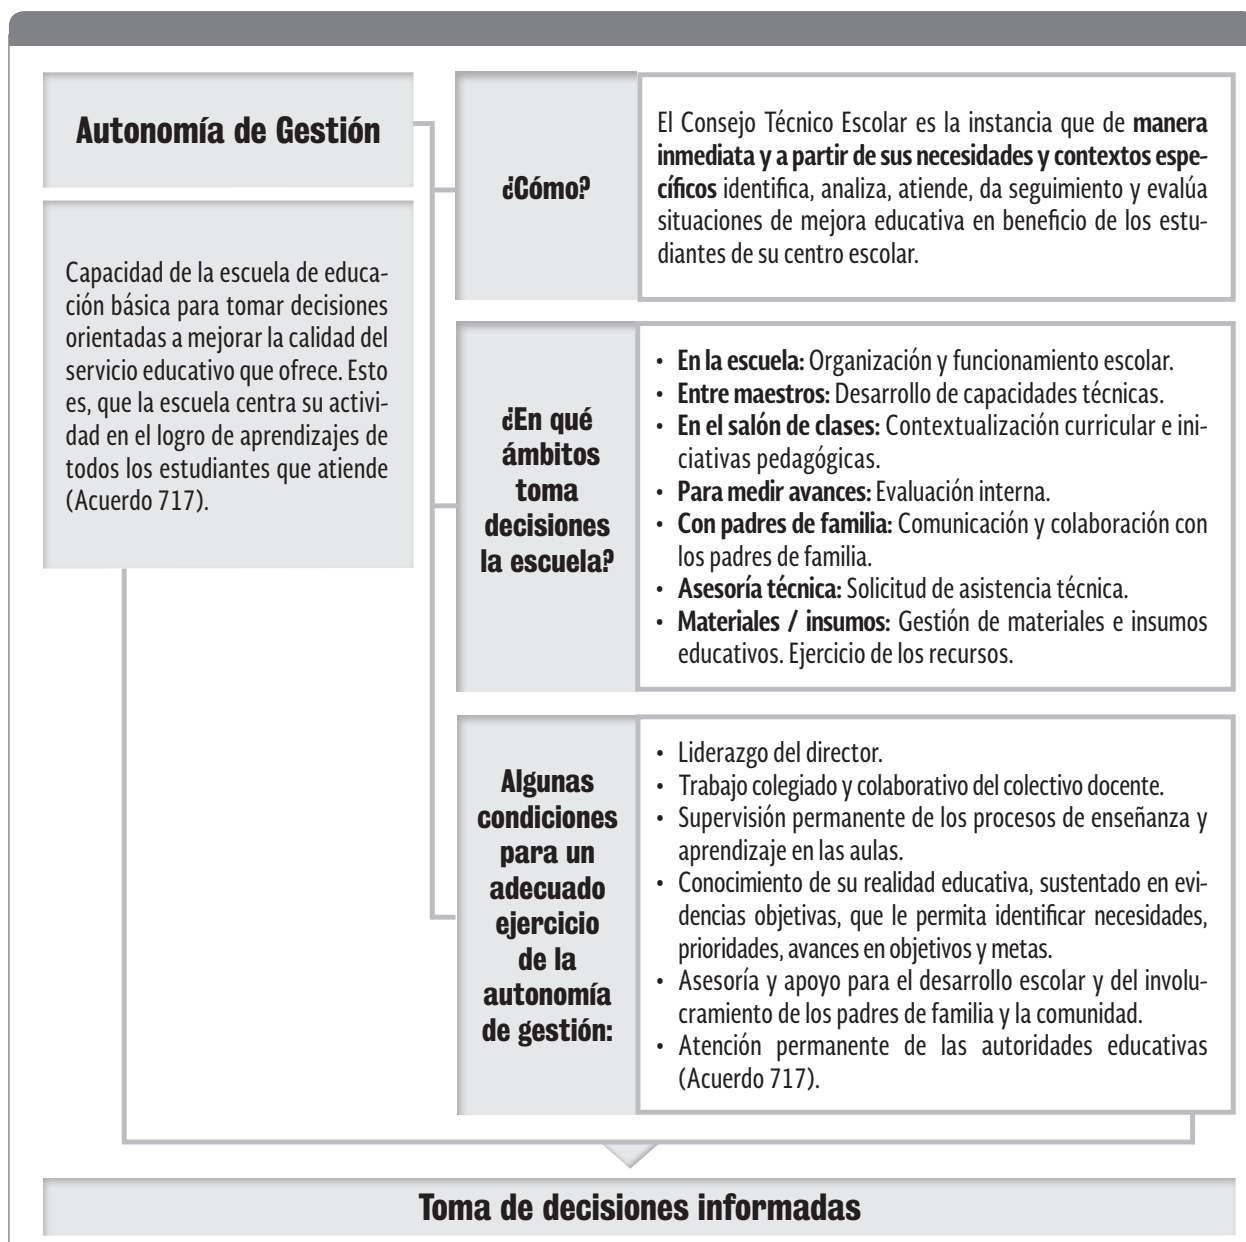 Autonomía de Gestión
Capacidad de la escuela de educa-
ción básica para tomar decisiones
orientadas a mejorar la calidad del
servicio educativo que ofrece. Esto
es, que la escuela centra su activi-
dad en el logro de aprendizajes de
todos los estudiantes que atiende
(Acuerdo 717).
¿Cómo?
El Consejo Técnico Escolar es la instancia que de manera
inmediata y a partir de sus necesidades y contextos espe-
cíficos identifica, analiza, atiende, da seguimiento y evalúa
situaciones de mejora educativa en beneficio de los estu-
diantes de su centro escolar.
¿En qué
ámbitos
toma
decisiones
la escuela?
• En la escuela: Organización y funcionamiento escolar.
• Entre maestros: Desarrollo de capacidades técnicas.
• En el salón de clases: Contextualización curricular e ini-
ciativas pedagógicas.
• Para medir avances: Evaluación interna.
• Con padres de familia: Comunicación y colaboración con
los padres de familia.
• Asesoría técnica: Solicitud de asistencia técnica.
• Materiales / insumos: Gestión de materiales e insumos
educativos. Ejercicio de los recursos.
Algunas
condiciones
para un
adecuado
ejercicio
de la
autonomía
de gestión:
• Liderazgo del director.
• Trabajo colegiado y colaborativo del colectivo docente.
• Supervisión permanente de los procesos de enseñanza y
aprendizaje en las aulas.
• Conocimiento de su realidad educativa, sustentado en evi-
dencias objetivas, que le permita identificar necesidades,
prioridades, avances en objetivos y metas.
• Asesoría y apoyo para el desarrollo escolar y del involu-
cramiento de los padres de familia y la comunidad.
• Atención permanente de las autoridades educativas
(Acuerdo 717).
Toma de decisiones informadas